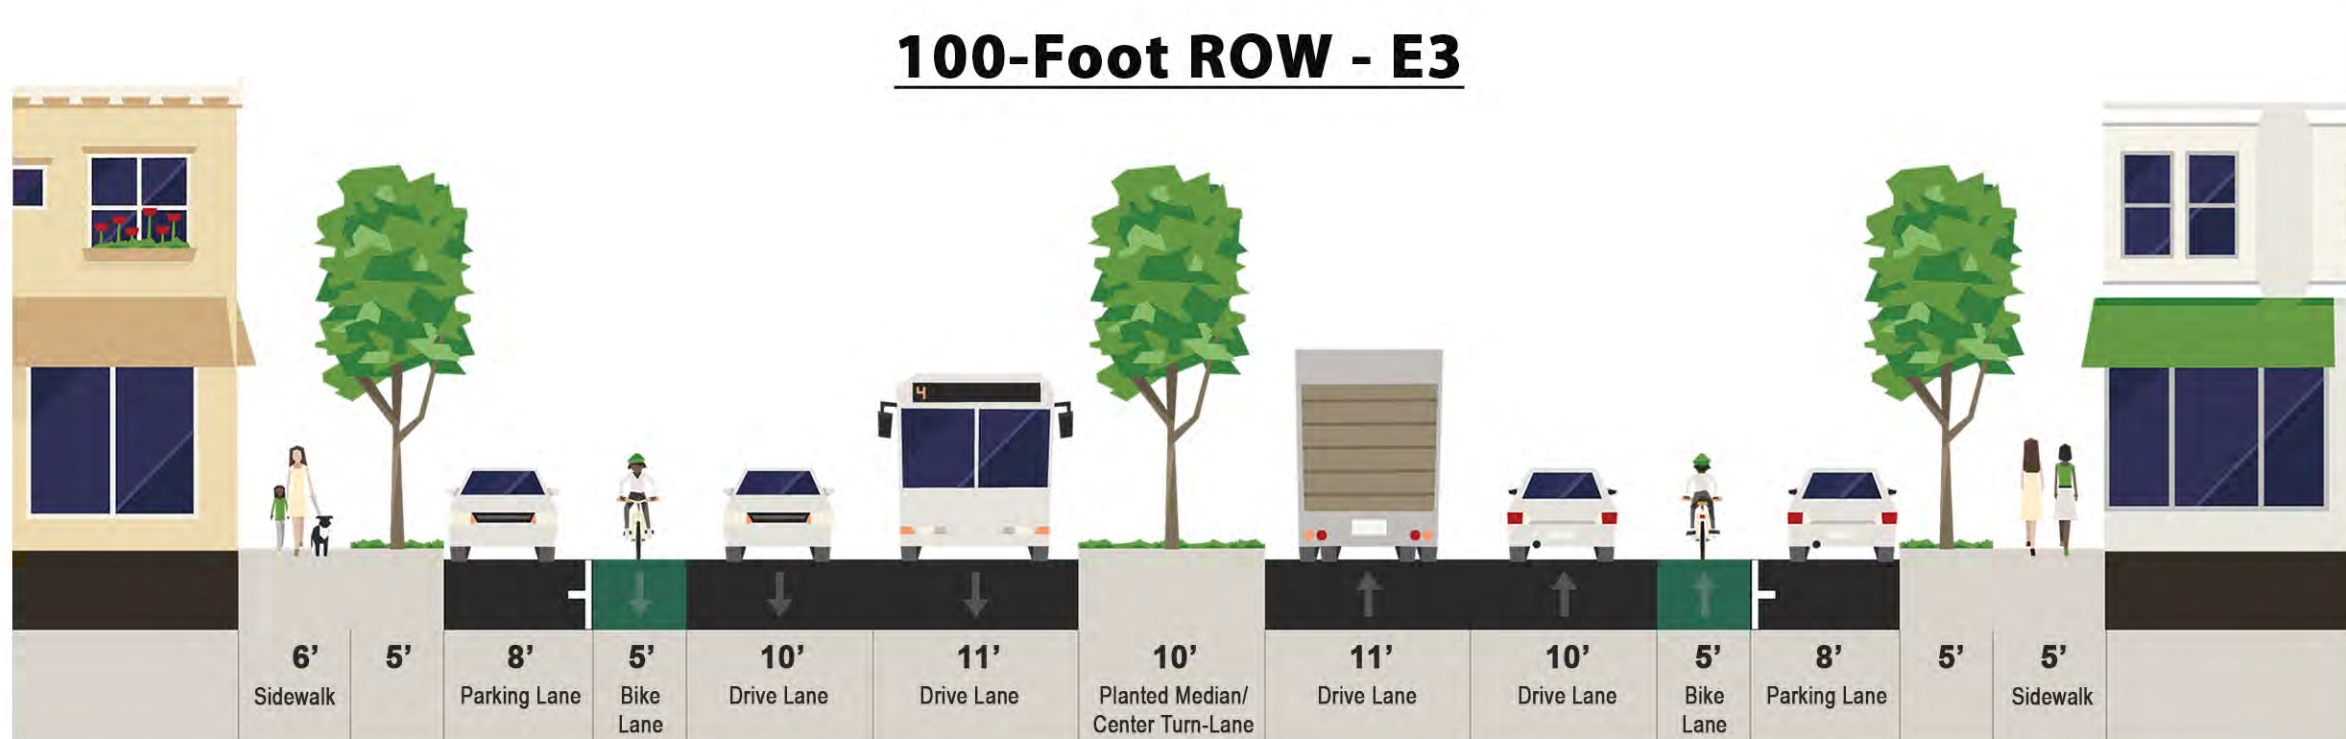 100-Foot ROW - E3
4
6’ 5’ 8’ 5’ 10’ 11’ 10’ 11’ 10’ 5’ 8’ 5’ 5’
Sidewalk Parking Lane Bike Drive Lane Drive Lane Planted Median/ Drive Lane Drive Lane Bike Parking Lane Sidewalk
Lane Center Turn-Lane Lane